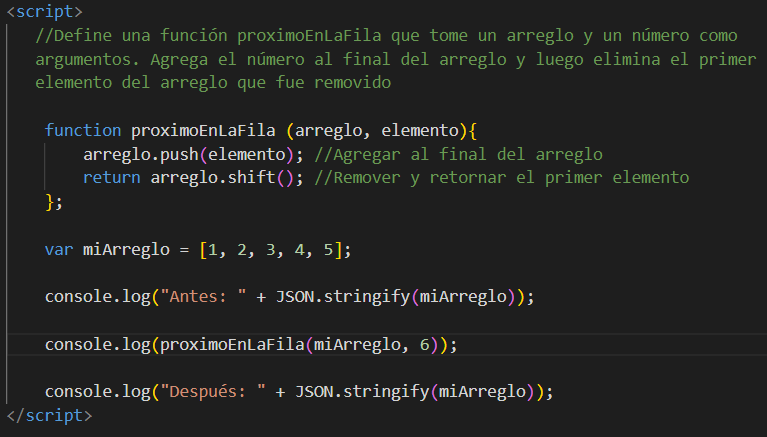 <script>
//Define una función proximoEnLaFila que tome un arreglo y un número como
argumentos. Agrega el número al final del arreglo y luego elimina el primer
elemento del arreglo que fue removido
function proximoEnLaFila (arreglo, elemento){
arreglo.push(elemento); //Agregar al final del arreglo
return arreglo.shift(); //Remover y retornar el primer elemento
};
var miArreglo = [1, 2, 3, 4, 5];
console.log("Antes: " + JSON.stringify(miArreglo));
console.log(proximoEnLaFila(miArreglo, 6));
console.log("Después: " + JSON.stringify(miArreglo));
</script>